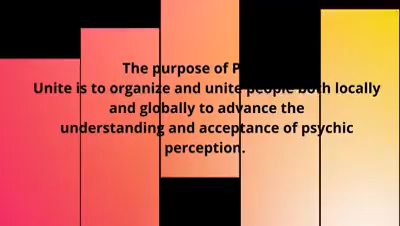 The purpose of P
Unite is to organize and unite people both locally
and globally to advance the
understanding and acceptance of psychic
perception.